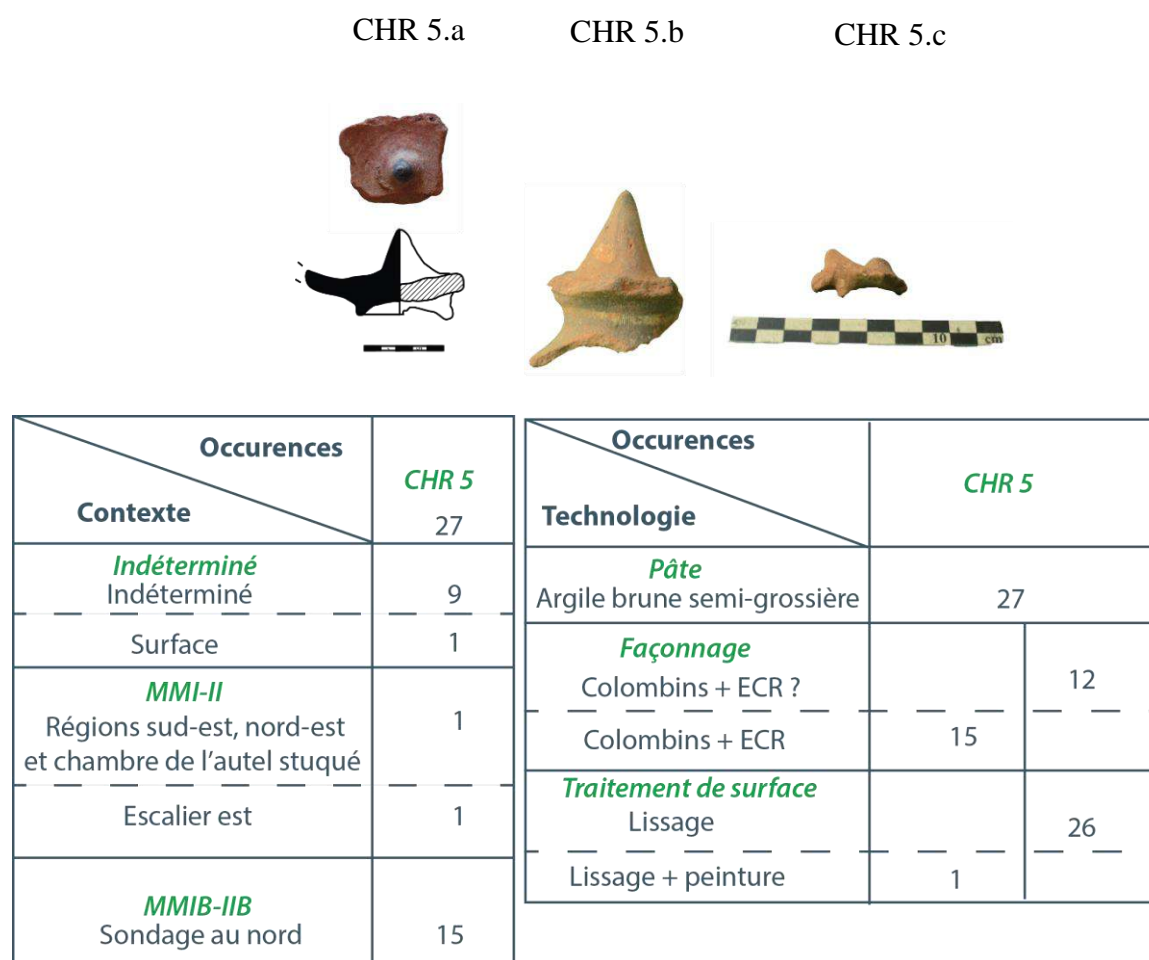 CHR 5.a CHR 5.b CHR 5.c
10 cm
Occurences
CHR 5
Contexte
27
Indéterminé
Indéterminé 9
Surface 1
MMI-II
Régions sud-est, nord-est 1
et chambre de l'autel stuqué
Escalier est 1
MMIB-IIB
Sondage au nord 15
Occurences
CHR 5
Technologie
Pâte
Argile brune semi-grossière 27
Façonnage
Colombins + ECR ? 12
Colombins + ECR 15
Traitement de surface
Lissage 26
Lissage + peinture 1